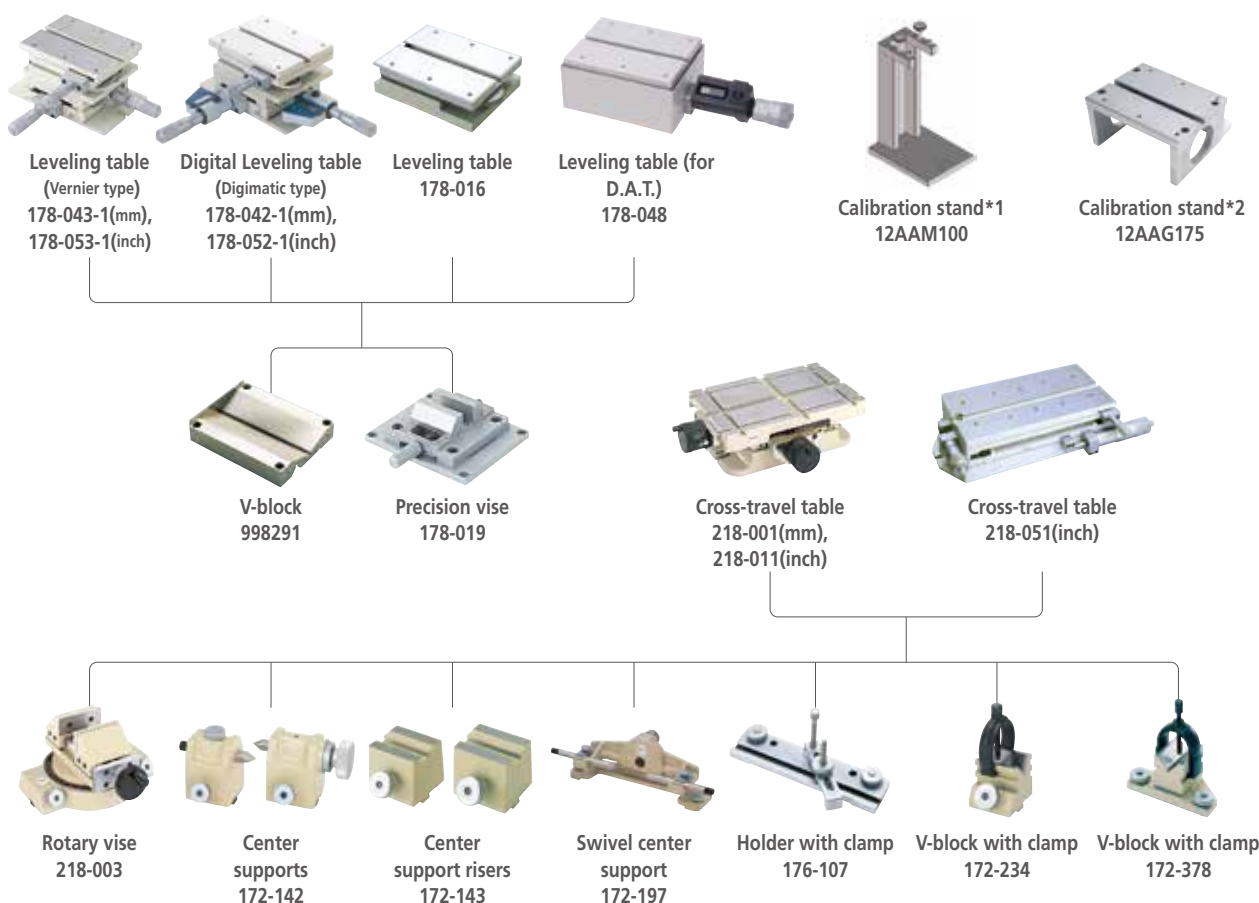 Leveling table
(Vernier type)
178-043-1(mm),
178-053-1(inch)
Digital Leveling table
(Digimatic type)
178-042-1(mm),
178-052-1(inch)
Leveling table
178-016
Leveling table (for
D.A.T.)
178-048
Calibration stand*1
12AAM100
Calibration stand*2
12AAG175
V-block
998291
Precision vise
178-019
Cross-travel table
218-001(mm),
218-011(inch)
Cross-travel table
218-051(inch)
Rotary vise
218-003
Center
supports
172-142
Center
support risers
172-143
Swivel center
support
172-197
Holder with clamp
176-107
V-block with clamp
172-234
V-block with clamp
172-378